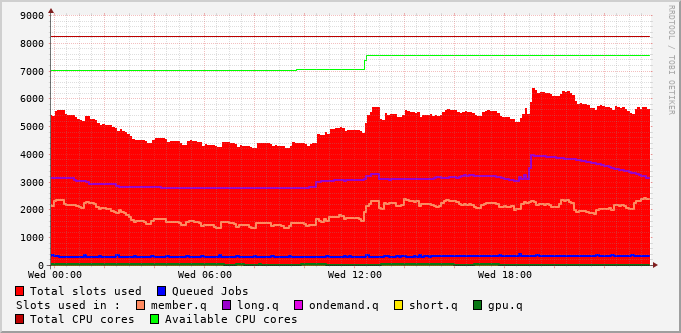 RRDTOOL / TOBI OETIKER
9000
8000
7000
6000
5000
4000
3000
2000
1000
0
Wed 00:00 Wed 06:00 Wed 12:00 Wed 18:00
Total slots used Queued Jobs
Slots used in : member.q long.q ondemand.q short.q gpu.q
Total CPU cores Available CPU cores